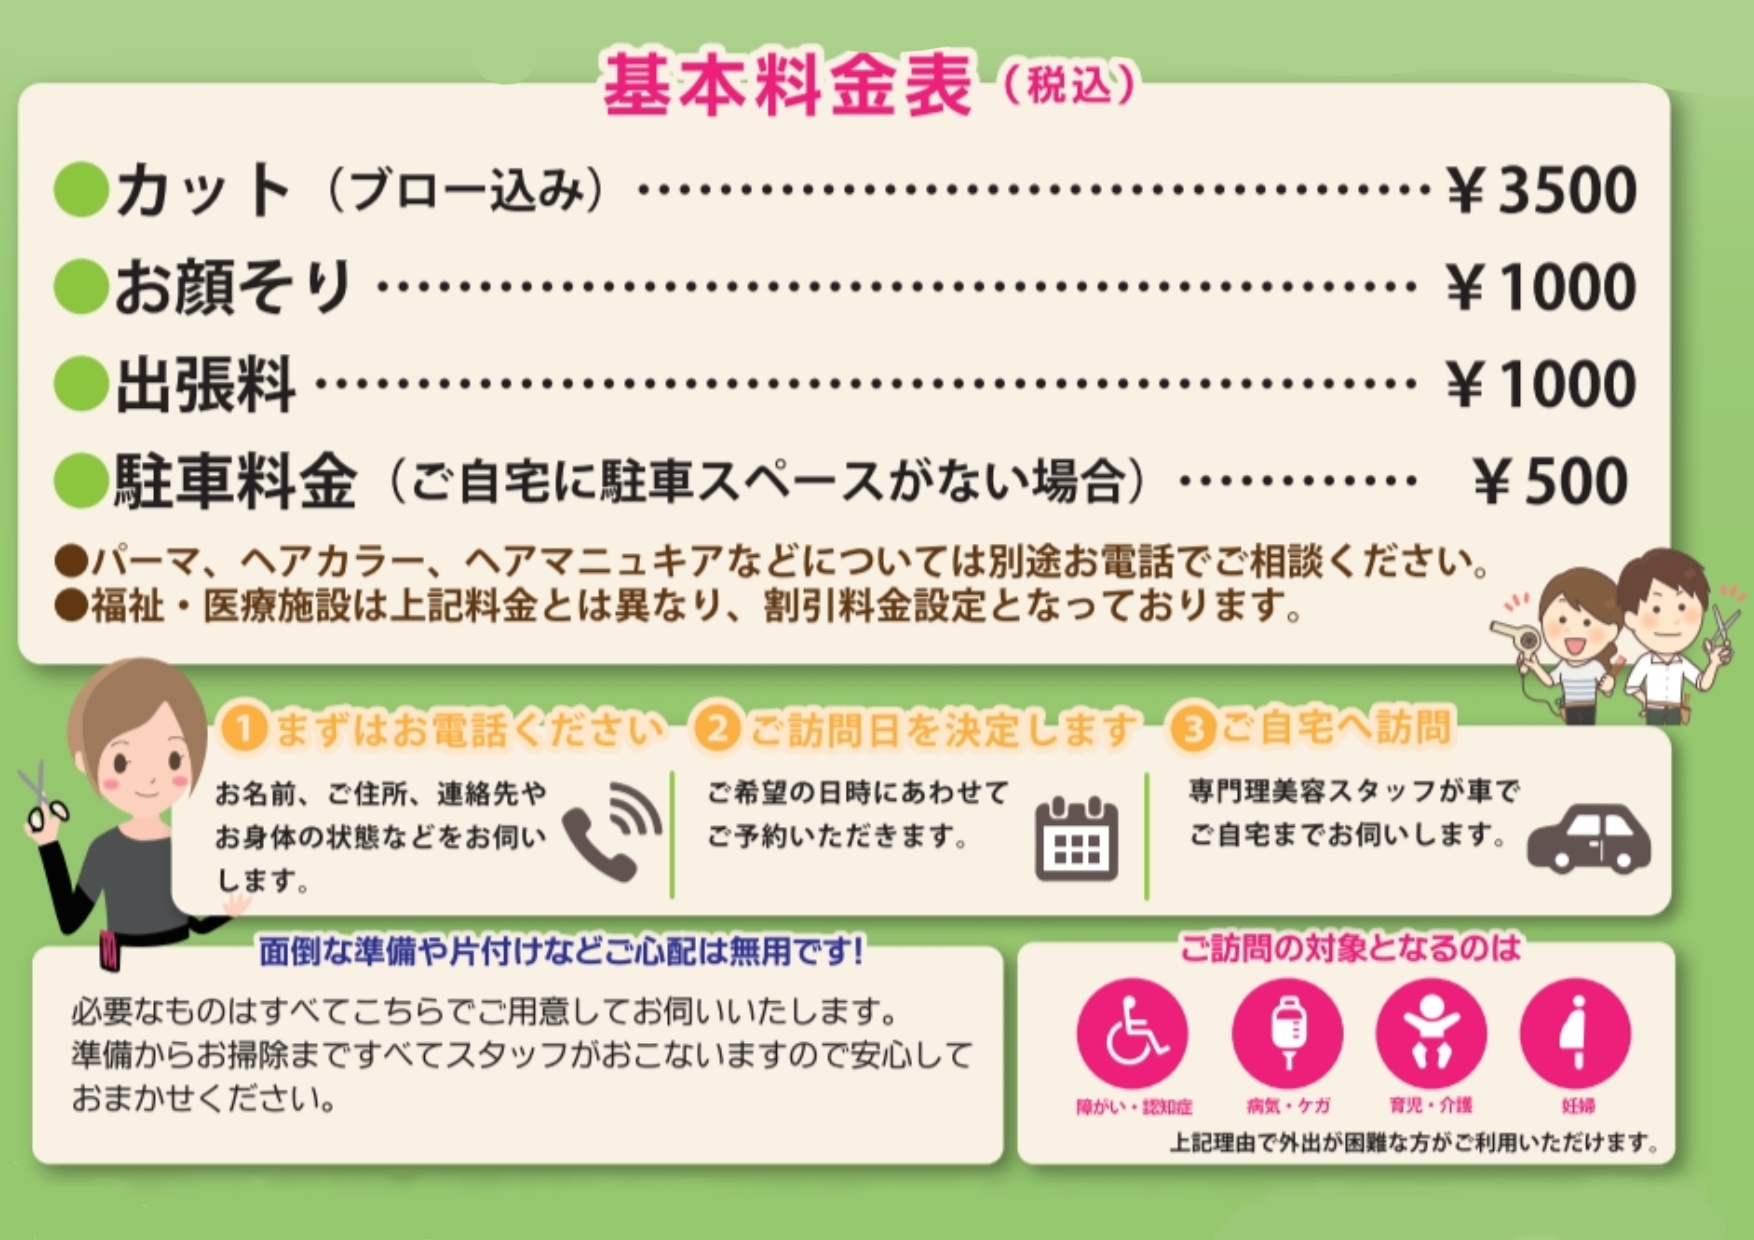 基本料金表（税込）
●カット（ブロー込み）…………………………………¥3500
●お顔そり…………………………………………¥1000
●出張料……………………………………………¥1000
●駐車料金（ご自宅に駐車スペースがない場合）…………¥500
●パーマ、ヘアカラー、ヘアマニュキアなどについては別途お電話でご相談ください。
●福祉・医療施設は上記料金とは異なり、割引料金設定となっております。
1まずはお電話ください
お名前、ご住所、連絡先や
お身体の状態などをお伺い
します。
2ご訪問日を決定します
ご希望の日時にあわせて
ご予約いただきます。
3ご自宅へ訪問
専門理美容スタッフが車で
ご自宅までお伺いします。
面倒な準備や片付けなどご心配は無用です!
必要なものはすべてこちらでご用意してお伺いいたします。
準備からお掃除まですべてスタッフがおこないますので安心して
おまかせください。
ご訪問の対象となるのは
障がい・認知症
病気・ケガ
育児・介護
妊婦
上記理由で外出が困難な方がご利用いただけます。